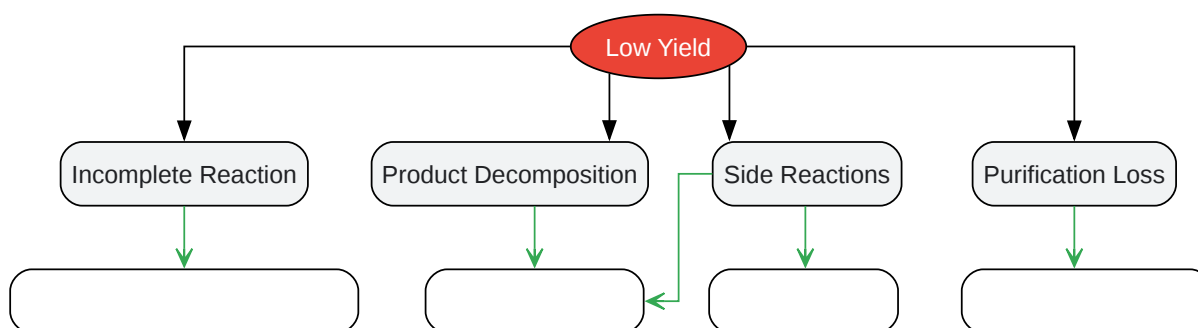 Low Yield
Incomplete Reaction
Product Decomposition
Side Reactions
Purification Loss